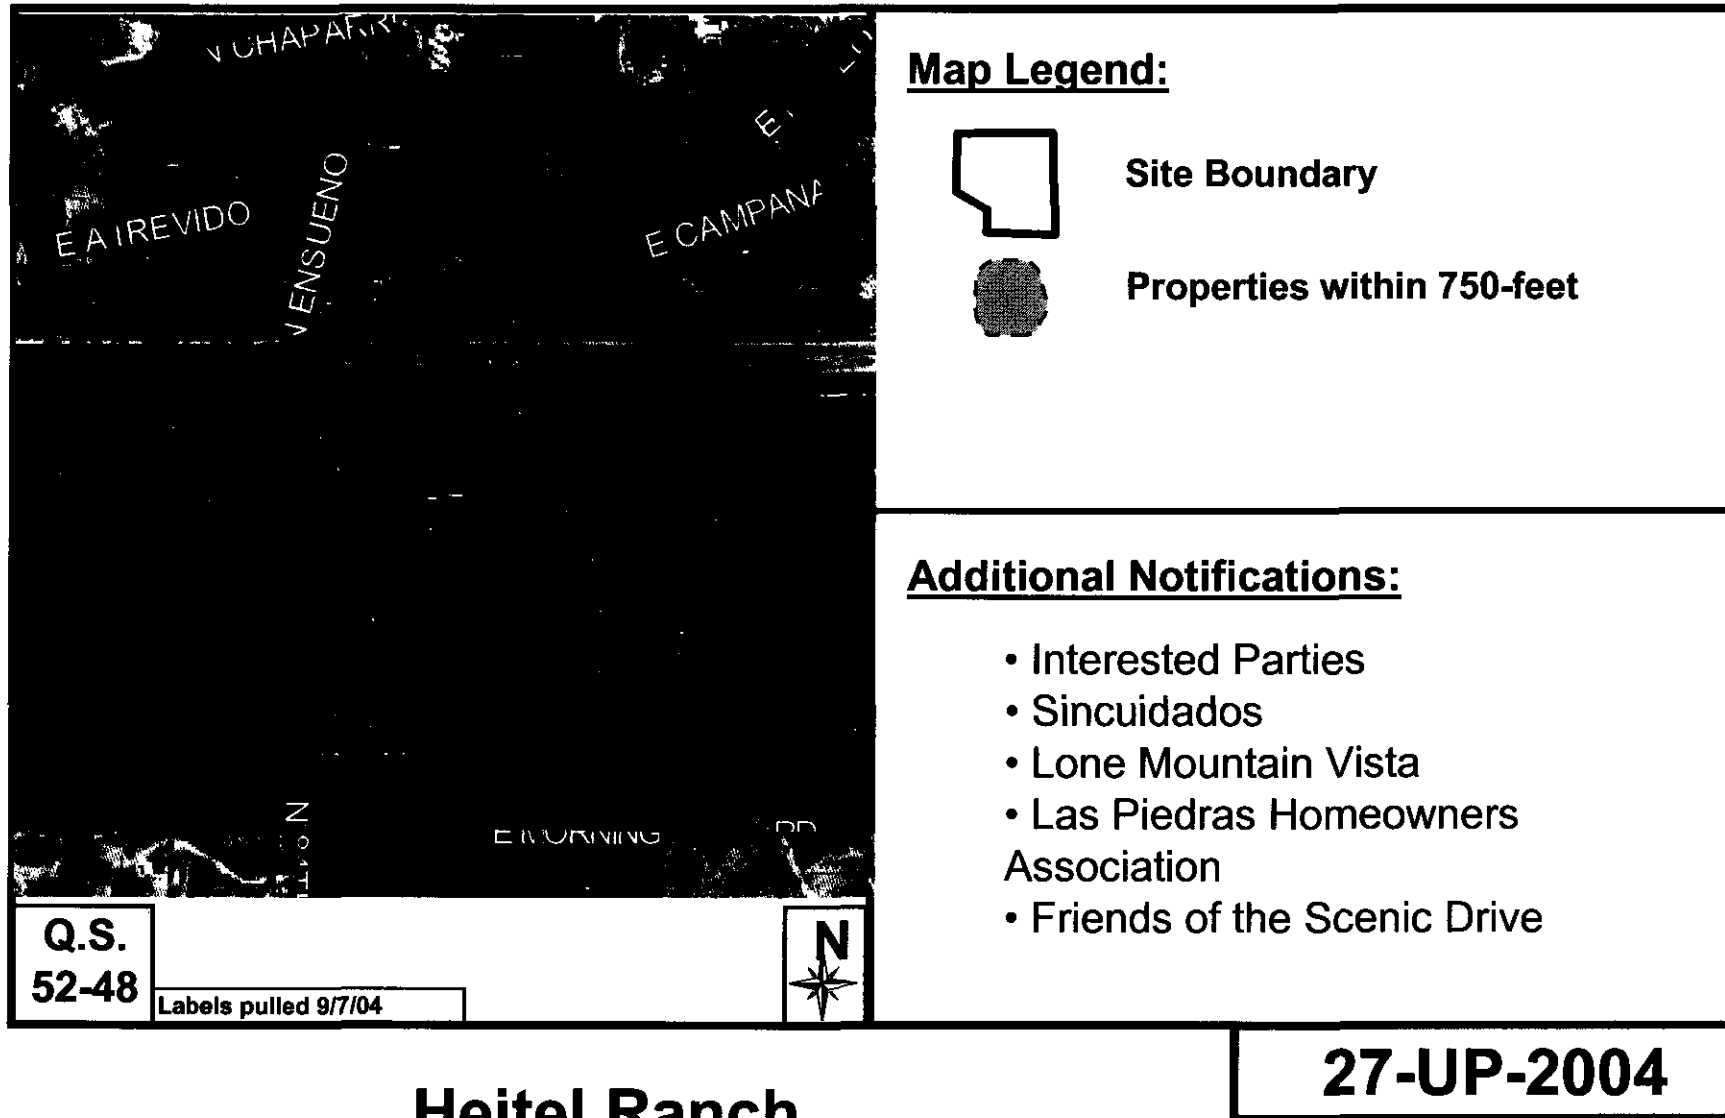 E CAMPANA
N ENSUENO
N
E MORNING
Q.S.
52-48
Labels pulled 9/7/04
N
Map Legend:
Site Boundary
Properties within 750-feet
Additional Notifications:
• Interested Parties
• Sincuidados
• Lone Mountain Vista
• Las Piedras Homeowners
Association
• Friends of the Scenic Drive
27-UP-2004
Heitel Ranch